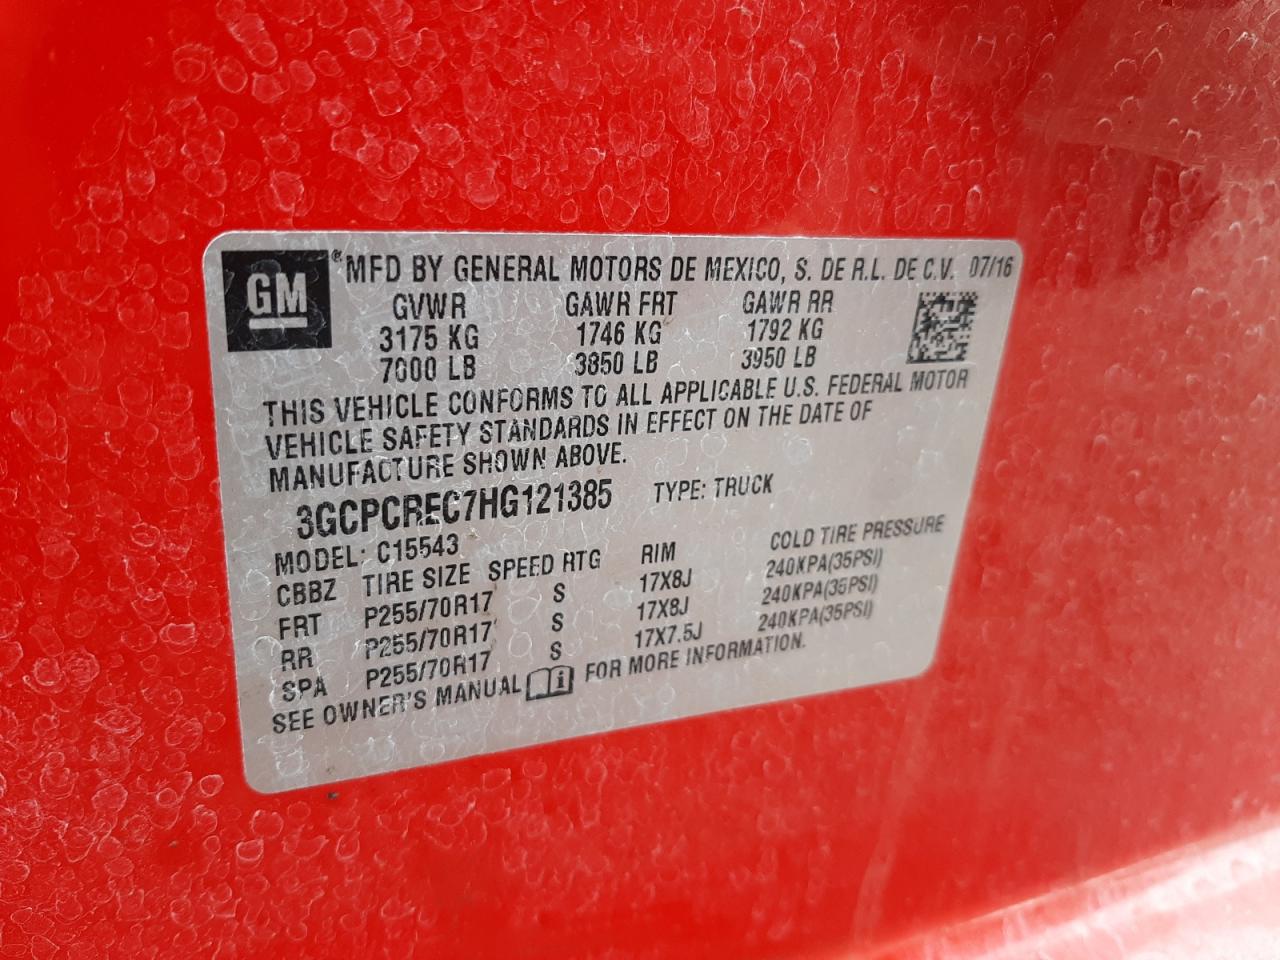 GM ® MFD BY GENERAL MOTORS DE MEXICO, S. DE R.L. DE C.V. 07/16
GVWR GAWR FRT GAWR RR
3175 KG 1746 KG 1792 KG
7000 LB 3850 LB 3950 LB
THIS VEHICLE CONFORMS TO ALL APPLICABLE U.S. FEDERAL MOTOR
VEHICLE SAFETY STANDARDS IN EFFECT ON THE DATE OF
MANUFACTURE SHOWN ABOVE.
3GCPCREC7HG121385 TYPE: TRUCK
MODEL: C15543
CBBZ TIRE SIZE SPEED RTG RIM COLD TIRE PRESSURE
FRT P255/70R17 S 17X8J 240KPA(35PSI)
RR P255/70R17 S 17X8J 240KPA(35PSI)
SPA P255/70R17 S 17X7.5J 240KPA(35PSI)
SEE OWNER'S MANUAL i FOR MORE INFORMATION.